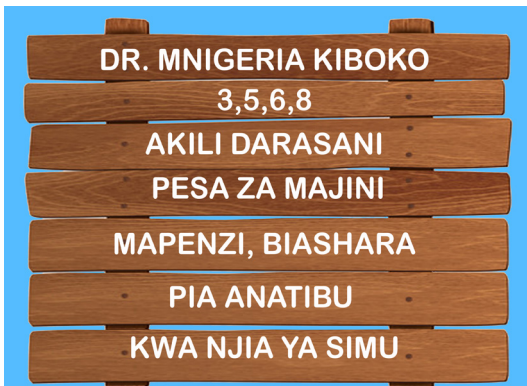 DR. MNIGERIA KIBOKO
3,5,6,8
AKILI DARASANI
PESA ZA MAJINI
MAPENZI, BIASHARA
PIA ANATIBU
KWA NJIA YA SIMU